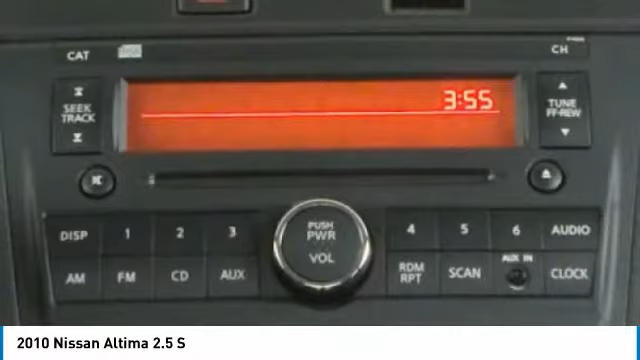 CAT
DISC
CH
SEEK
TRACK
3:55
TUNE
FF-REW
PUSH
PWR
VOL
DISP 1 2 3
4 5 6 AUDIO
AM FM CD AUX
RDM
RPT
SCAN
AUX IN
CLOCK
2010 Nissan Altima 2.5 S